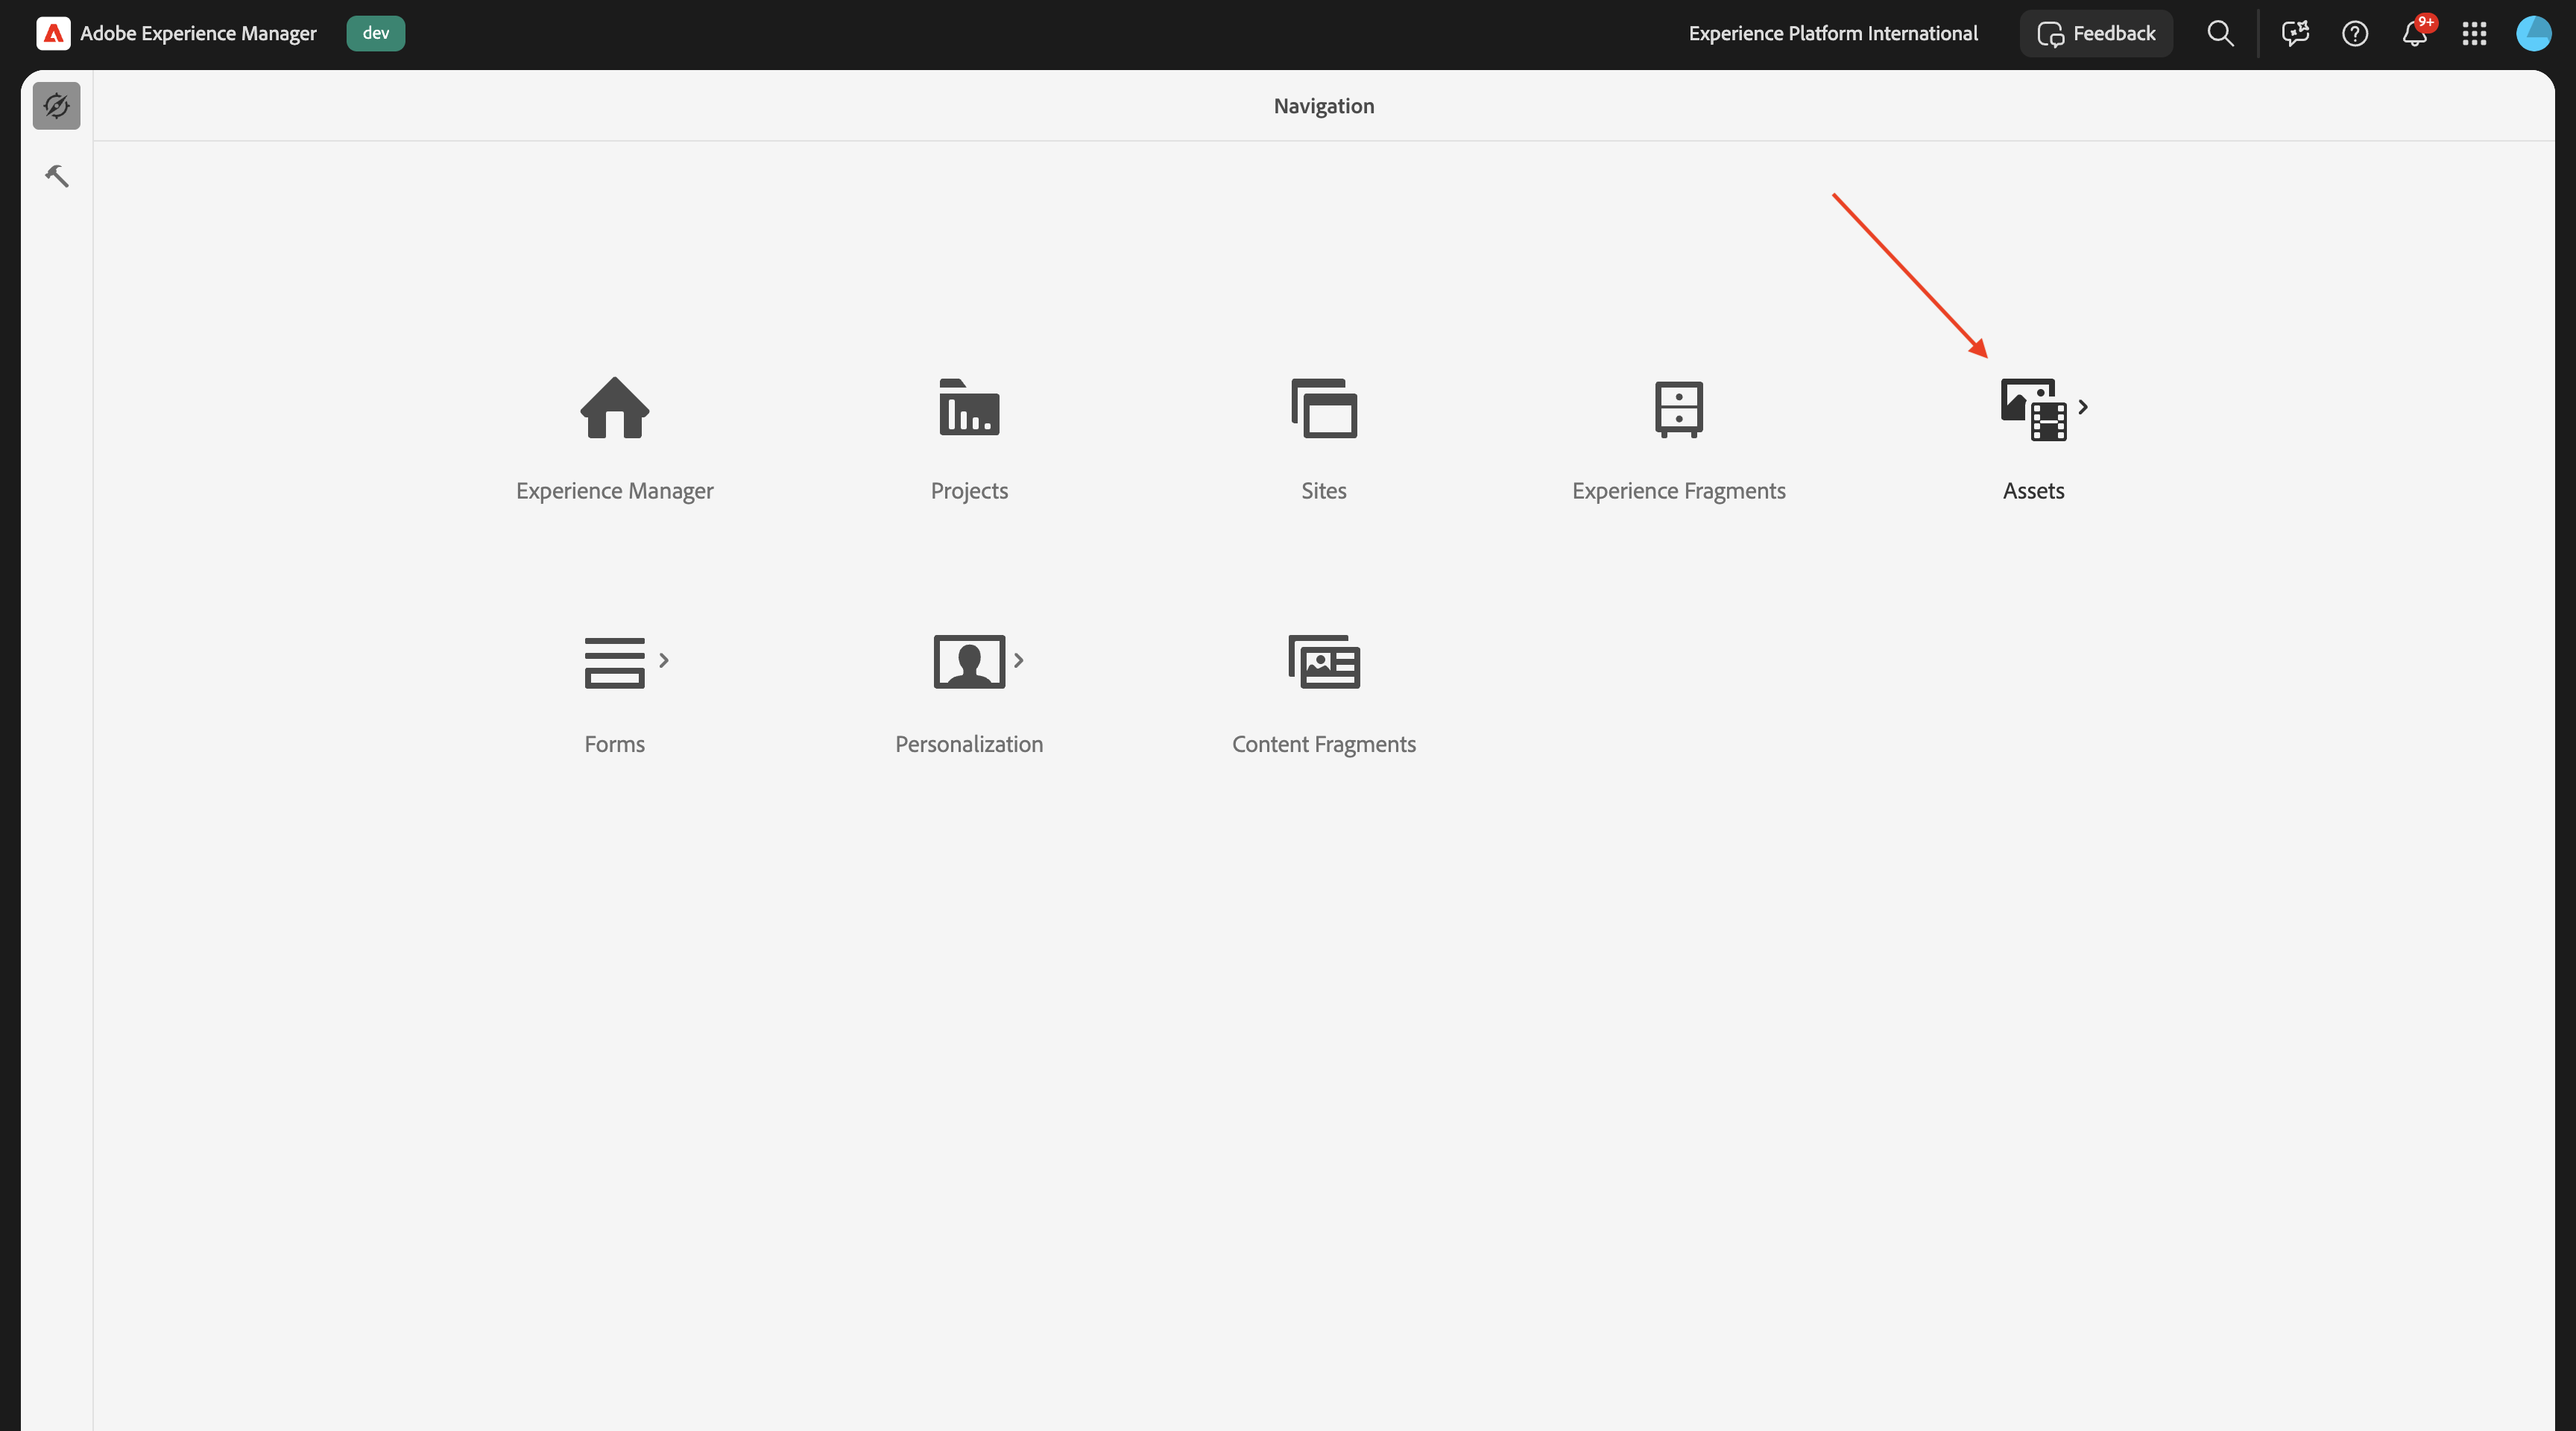 Adobe Experience Manager
dev
Experience Platform International
Feedback
9+
Navigation
Experience Manager
Projects
Sites
Experience Fragments
Assets
Forms
Personalization
Content Fragments